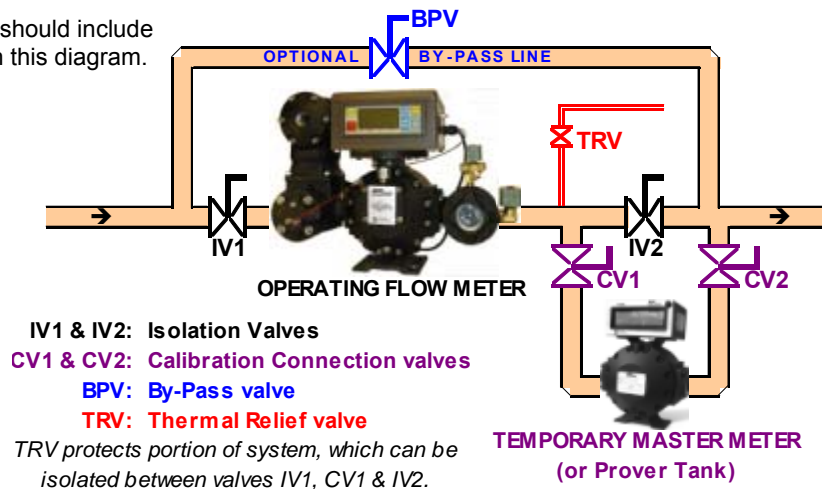 should include
n this diagram.
BPV
OPTIONAL BY-PASS LINE
TRV
IV1
IV2
CV1
CV2
OPERATING FLOW METER
IV1 & IV2: Isolation Valves
CV1 & CV2: Calibration Connection valves
BPV: By-Pass valve
TRV: Thermal Relief valve
TRV protects portion of system, which can be
isolated between valves IV1, CV1 & IV2.
TEMPORARY MASTER METER
(or Prover Tank)